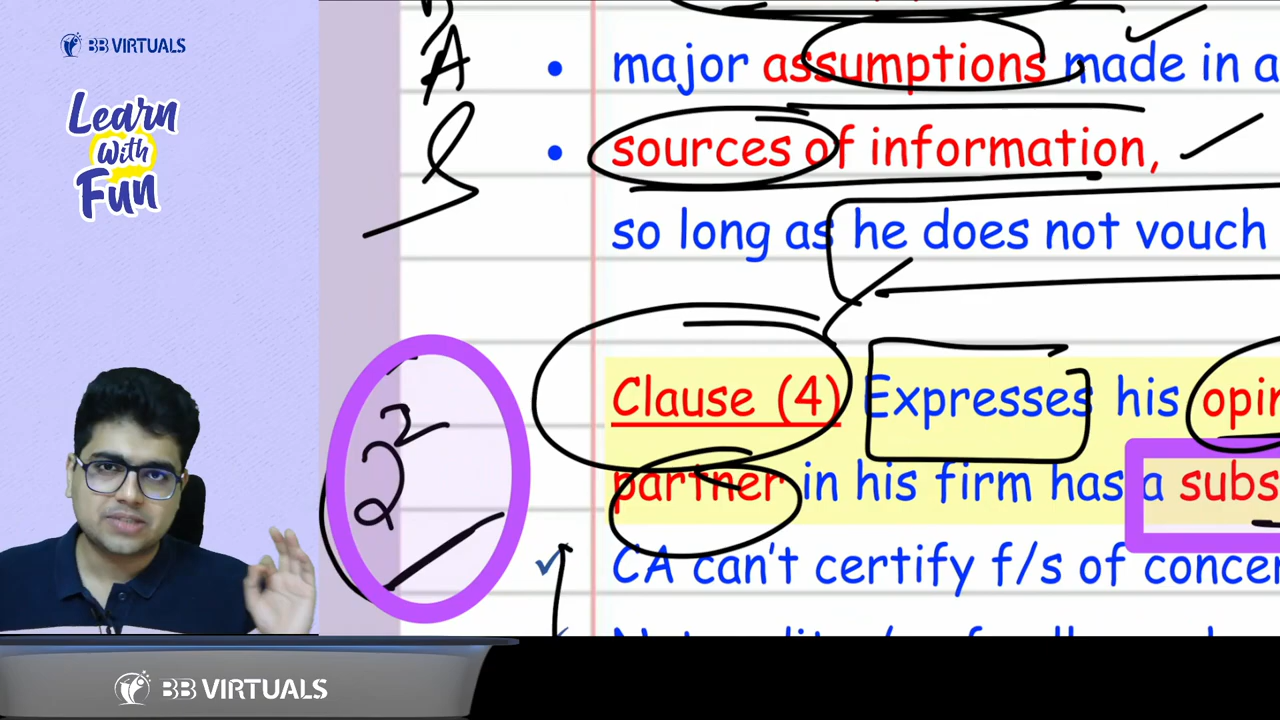 BB VIRTUALS
Learn
with
Fun
A
S
• major assumptions made in a
• sources of information,
so long as he does not vouch
2²
Clause (4) Expresses his opin
partner in his firm has a subs
CA can't certify f/s of concer
BB VIRTUALS